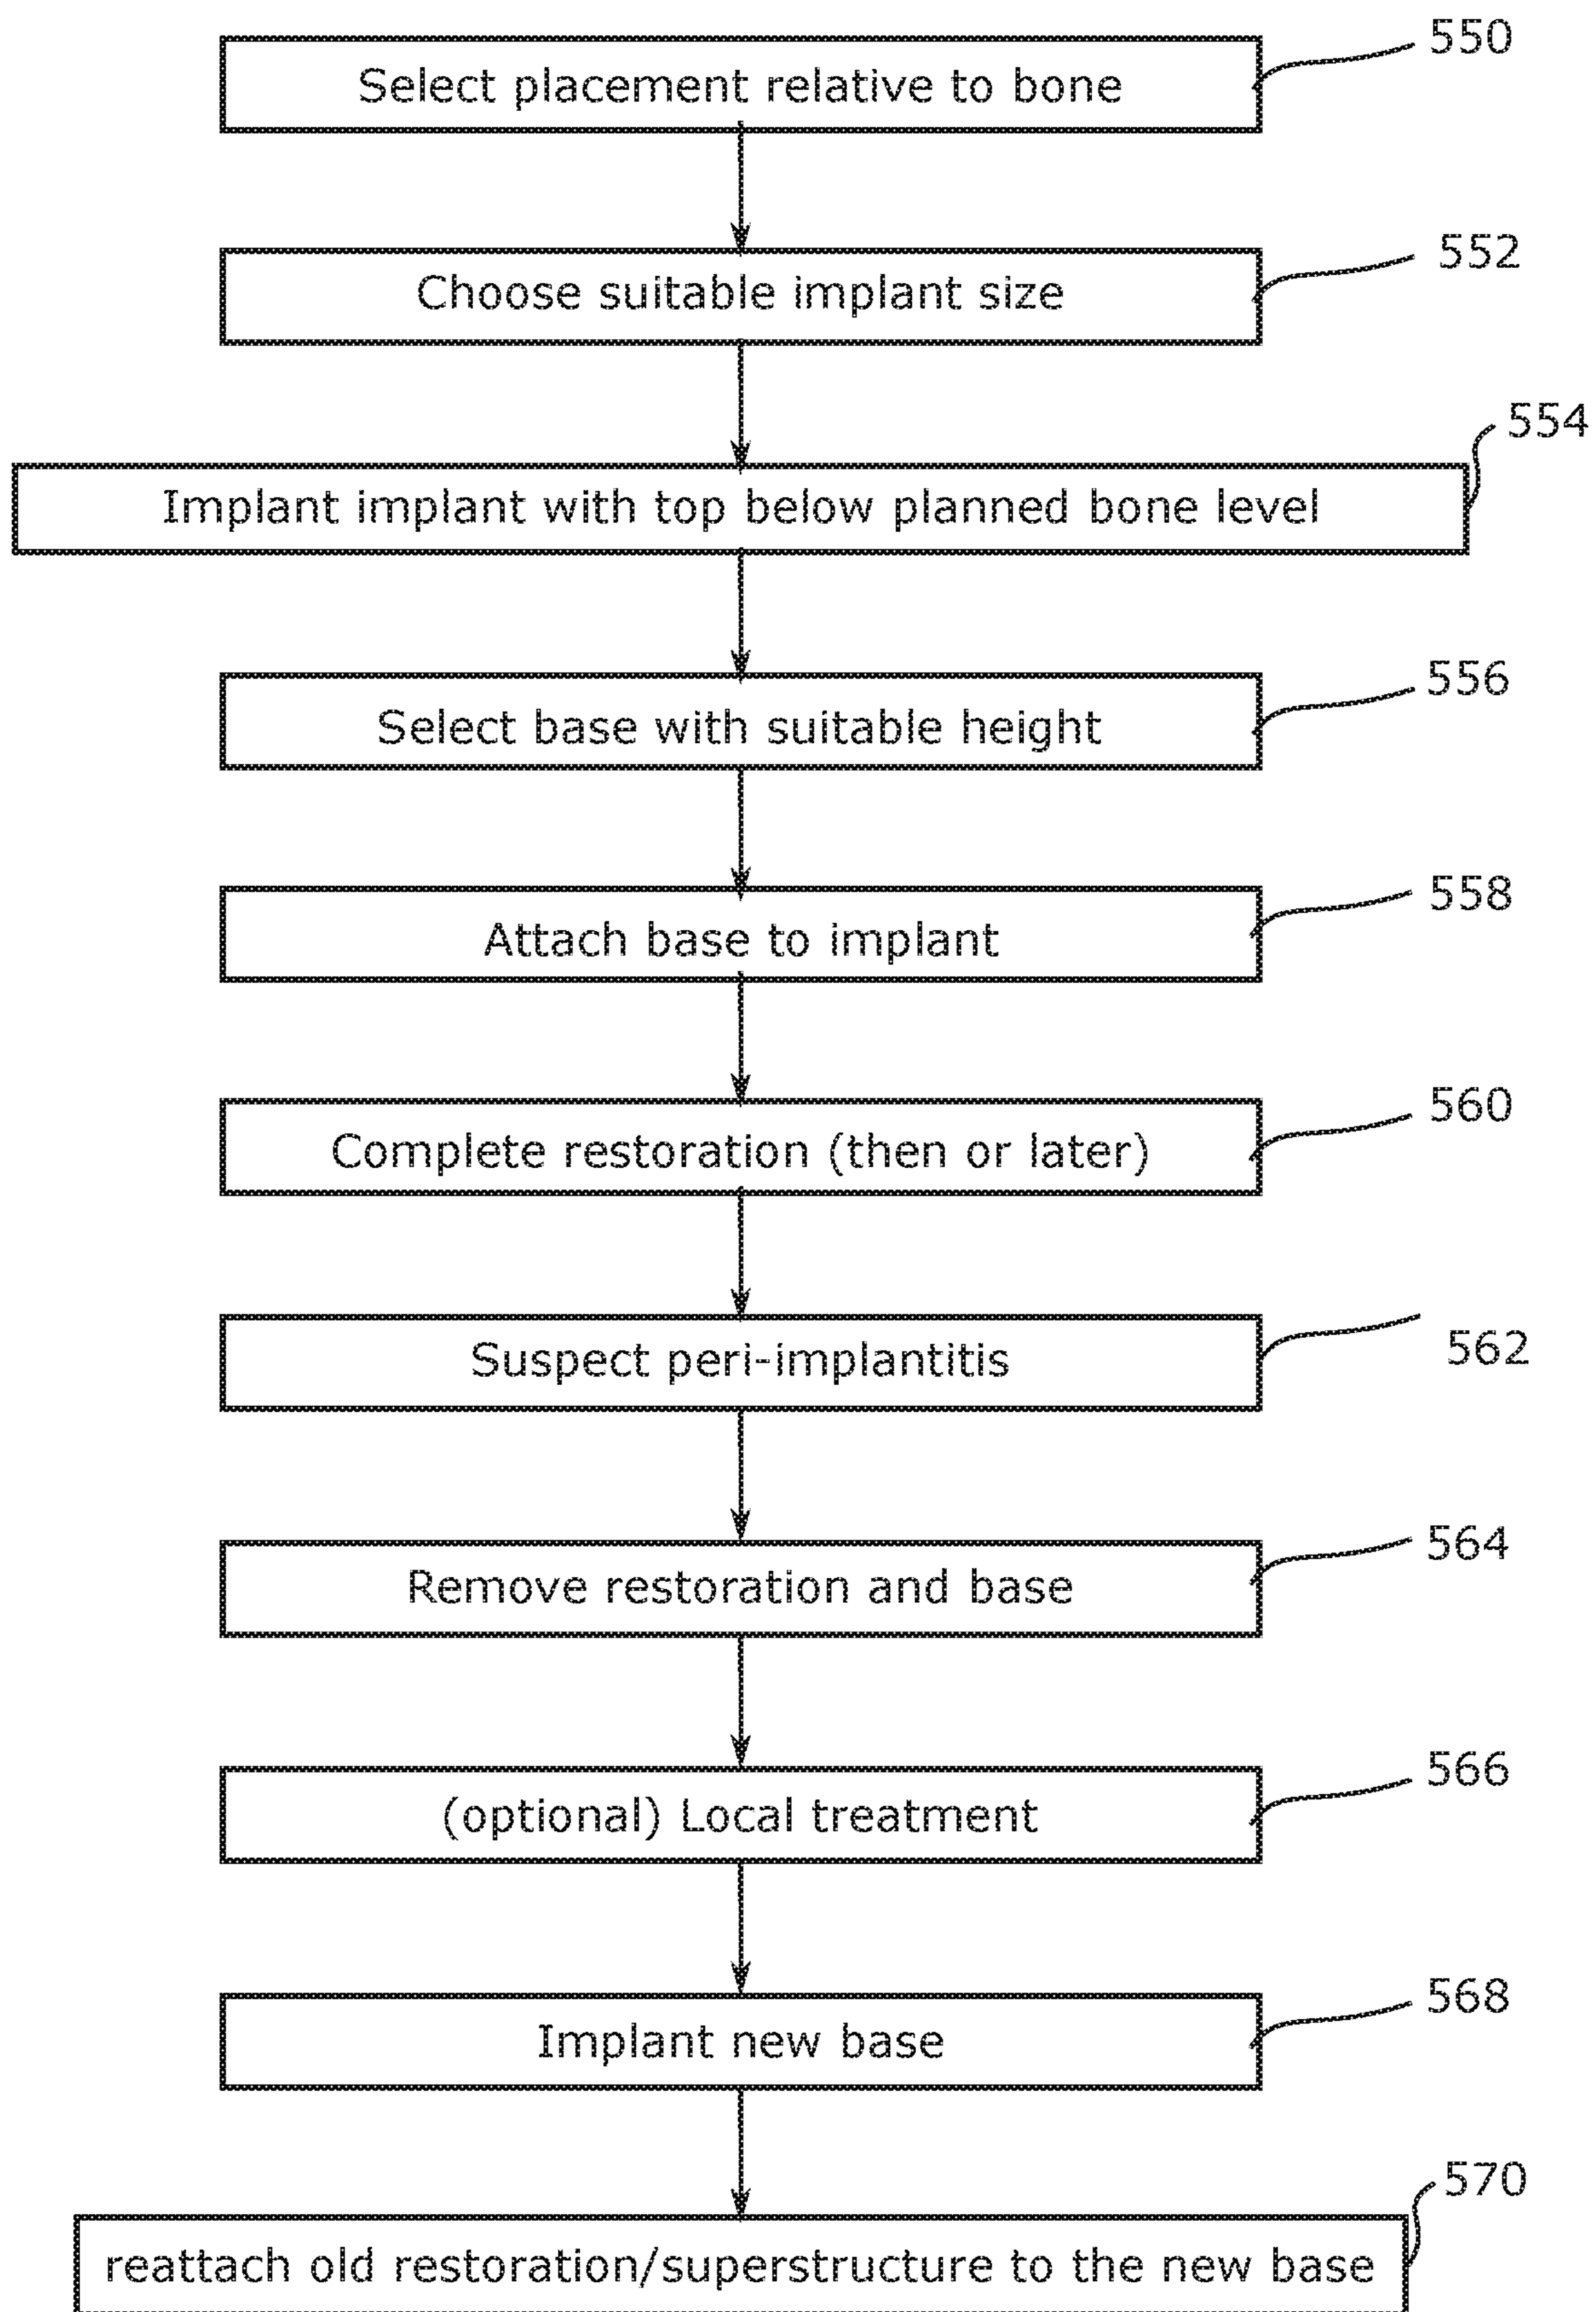 550
Select placement relative to bone
552
Choose suitable implant size
554
Implant implant with top below planned bone level
556
Select base with suitable height
558
Attach base to implant
560
Complete restoration (then or later)
562
Suspect peri-implantitis
564
Remove restoration and base
566
(optional) Local treatment
568
Implant new base
570
reattach old restoration/superstructure to the new base